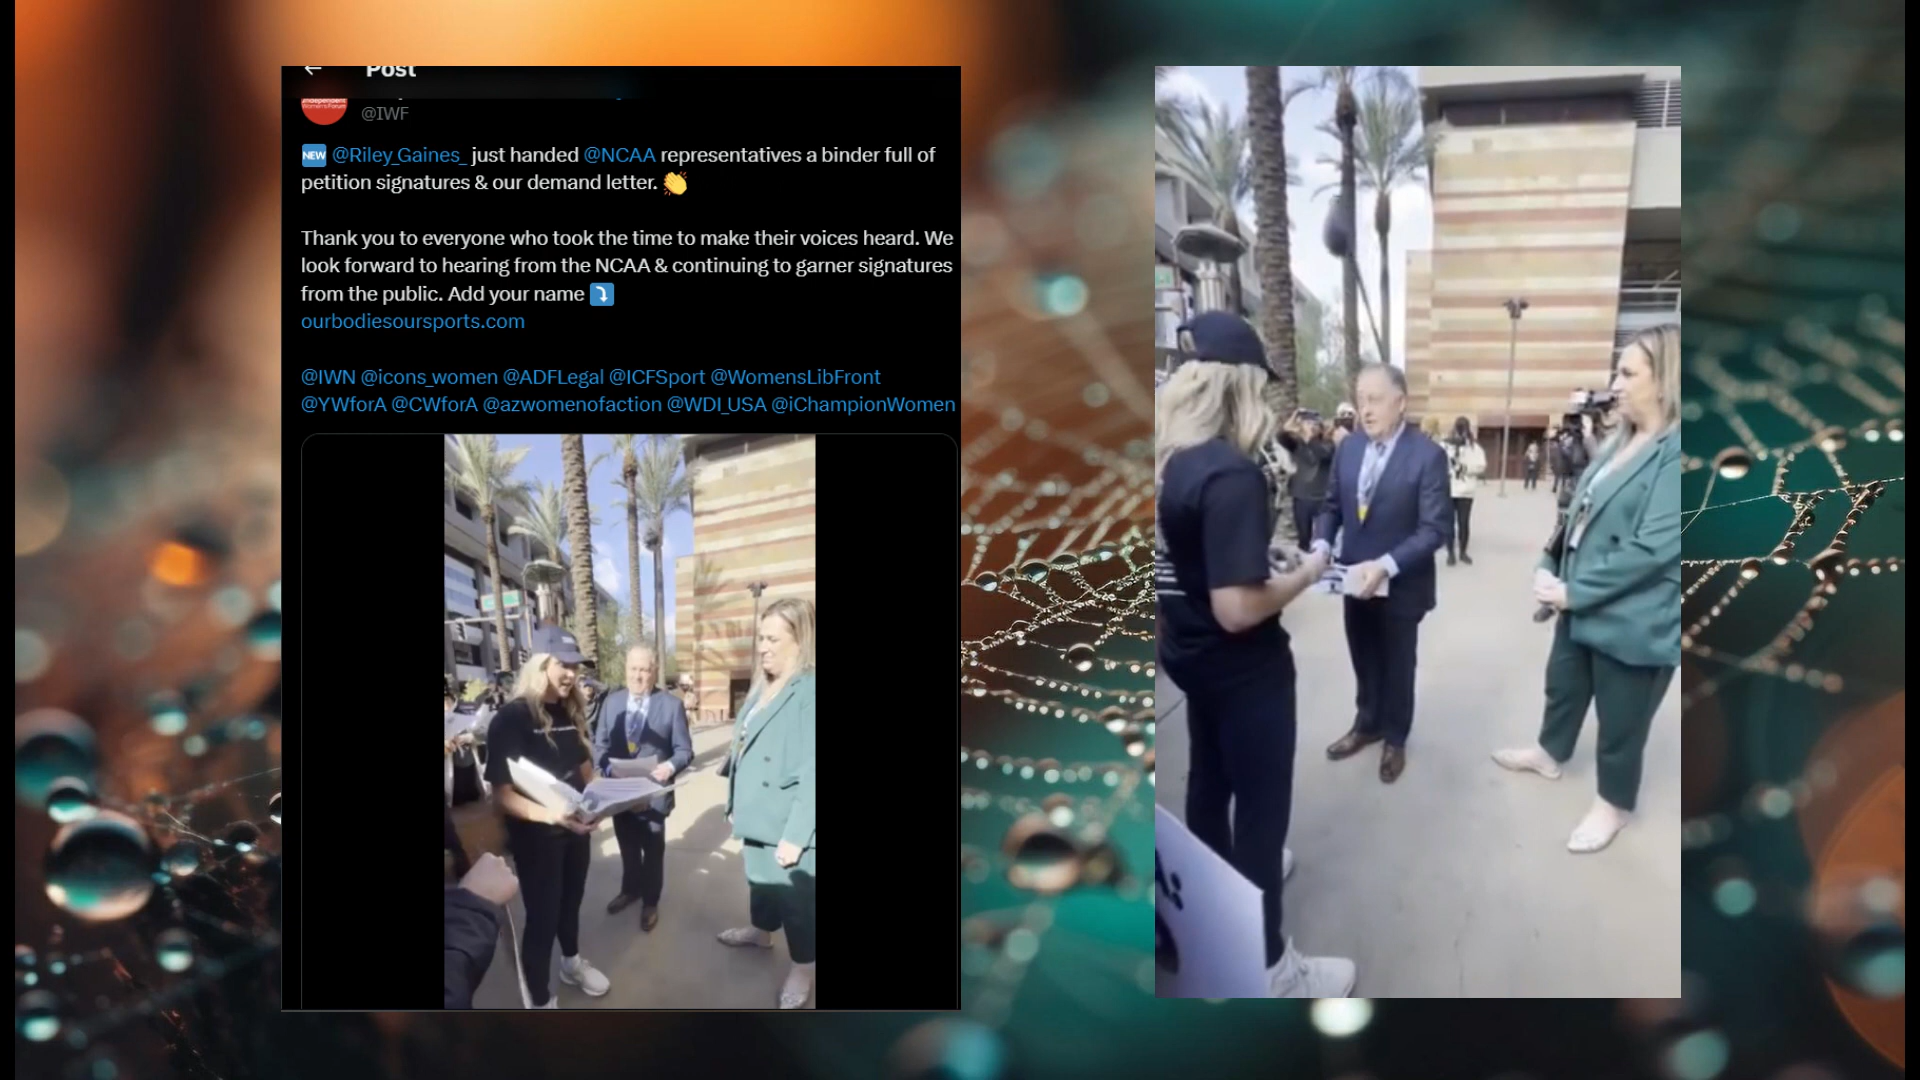 Post
Independent
Women's Forum
@IWF
NEW @Riley_Gaines_ just handed @NCAA representatives a binder full of
petition signatures & our demand letter. 👏
Thank you to everyone who took the time to make their voices heard. We
look forward to hearing from the NCAA & continuing to garner signatures
from the public. Add your name ⤵
ourbodiesoursports.com
@IWN @icons_women @ADFLegal @ICFSport @WomensLibFront
@YWforA @CWforA @azwomenofaction @WDI_USA @iChampionWomen